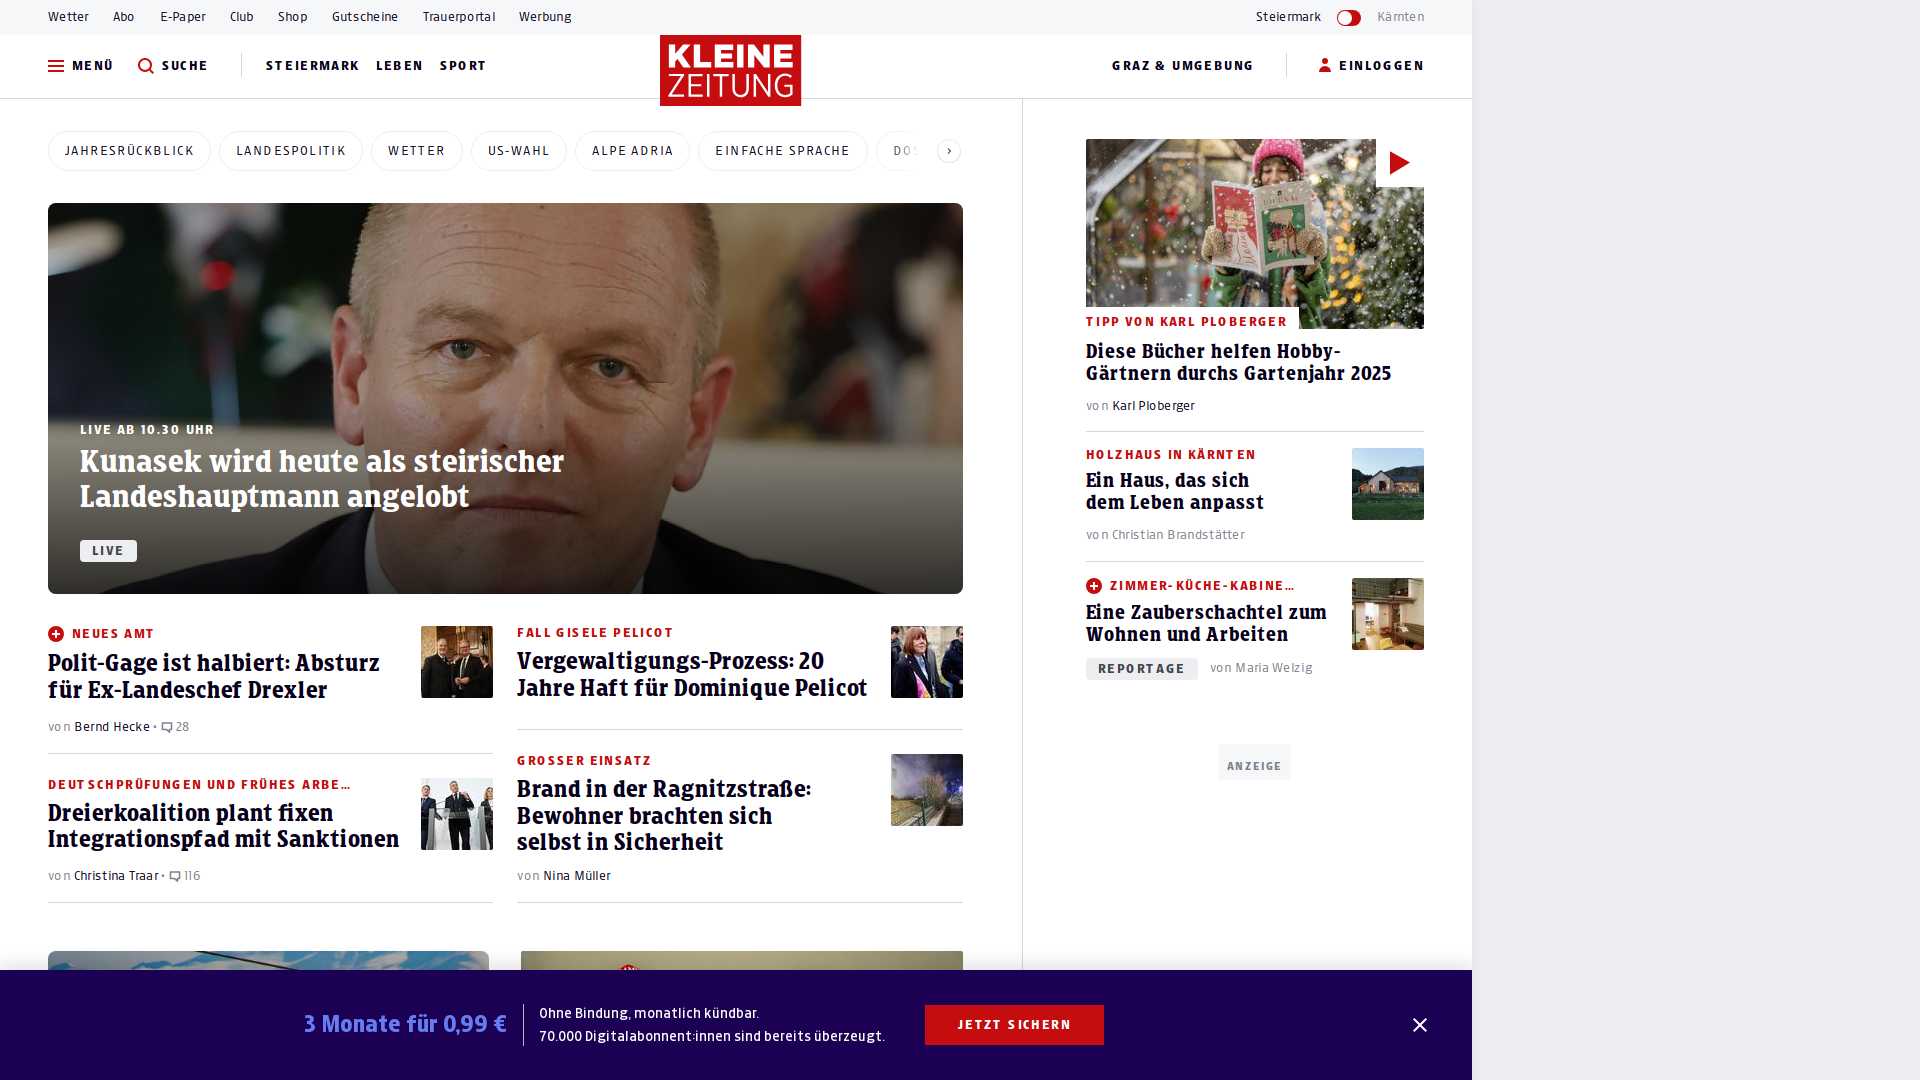 Wetter Abo E-Paper Club Shop Gutscheine Trauerportal Werbung Steiermark Kärnten
MENÜ SUCHE STEIERMARK LEBEN SPORT KLEINE ZEITUNG GRAZ & UMGEBUNG EINLOGGEN
JAHRESRÜCKBLICK LANDESPOLITIK WETTER US-WAHL ALPE ADRIA EINFACHE SPRACHE
LIVE AB 10.30 UHR
Kunasek wird heute als steirischer
Landeshauptmann angelobt
LIVE
NEUES AMT
Polit-Gage ist halbiert: Absturz
für Ex-Landeschef Drexler
von Bernd Hecke • 28
DEUTSCHPRÜFUNGEN UND FRÜHES ARBE…
Dreierkoalition plant fixen
Integrationspfad mit Sanktionen
von Christina Traar • 116
FALL GISELE PELICOT
Vergewaltigungs-Prozess: 20
Jahre Haft für Dominique Pelicot
GROSSER EINSATZ
Brand in der Ragnitzstraße:
Bewohner brachten sich
selbst in Sicherheit
von Nina Müller
TIPP VON KARL PLOBERGER
Diese Bücher helfen Hobby-
Gärtnern durchs Gartenjahr 2025
von Karl Ploberger
HOLZHAUS IN KÄRNTEN
Ein Haus, das sich
dem Leben anpasst
von Christian Brandstätter
ZIMMER-KÜCHE-KABINE…
Eine Zauberschachtel zum
Wohnen und Arbeiten
REPORTAGE von Maria Welzig
ANZEIGE
3 Monate für 0,99 €
Ohne Bindung, monatlich kündbar.
70.000 Digitalabonnent:innen sind bereits überzeugt.
JETZT SICHERN